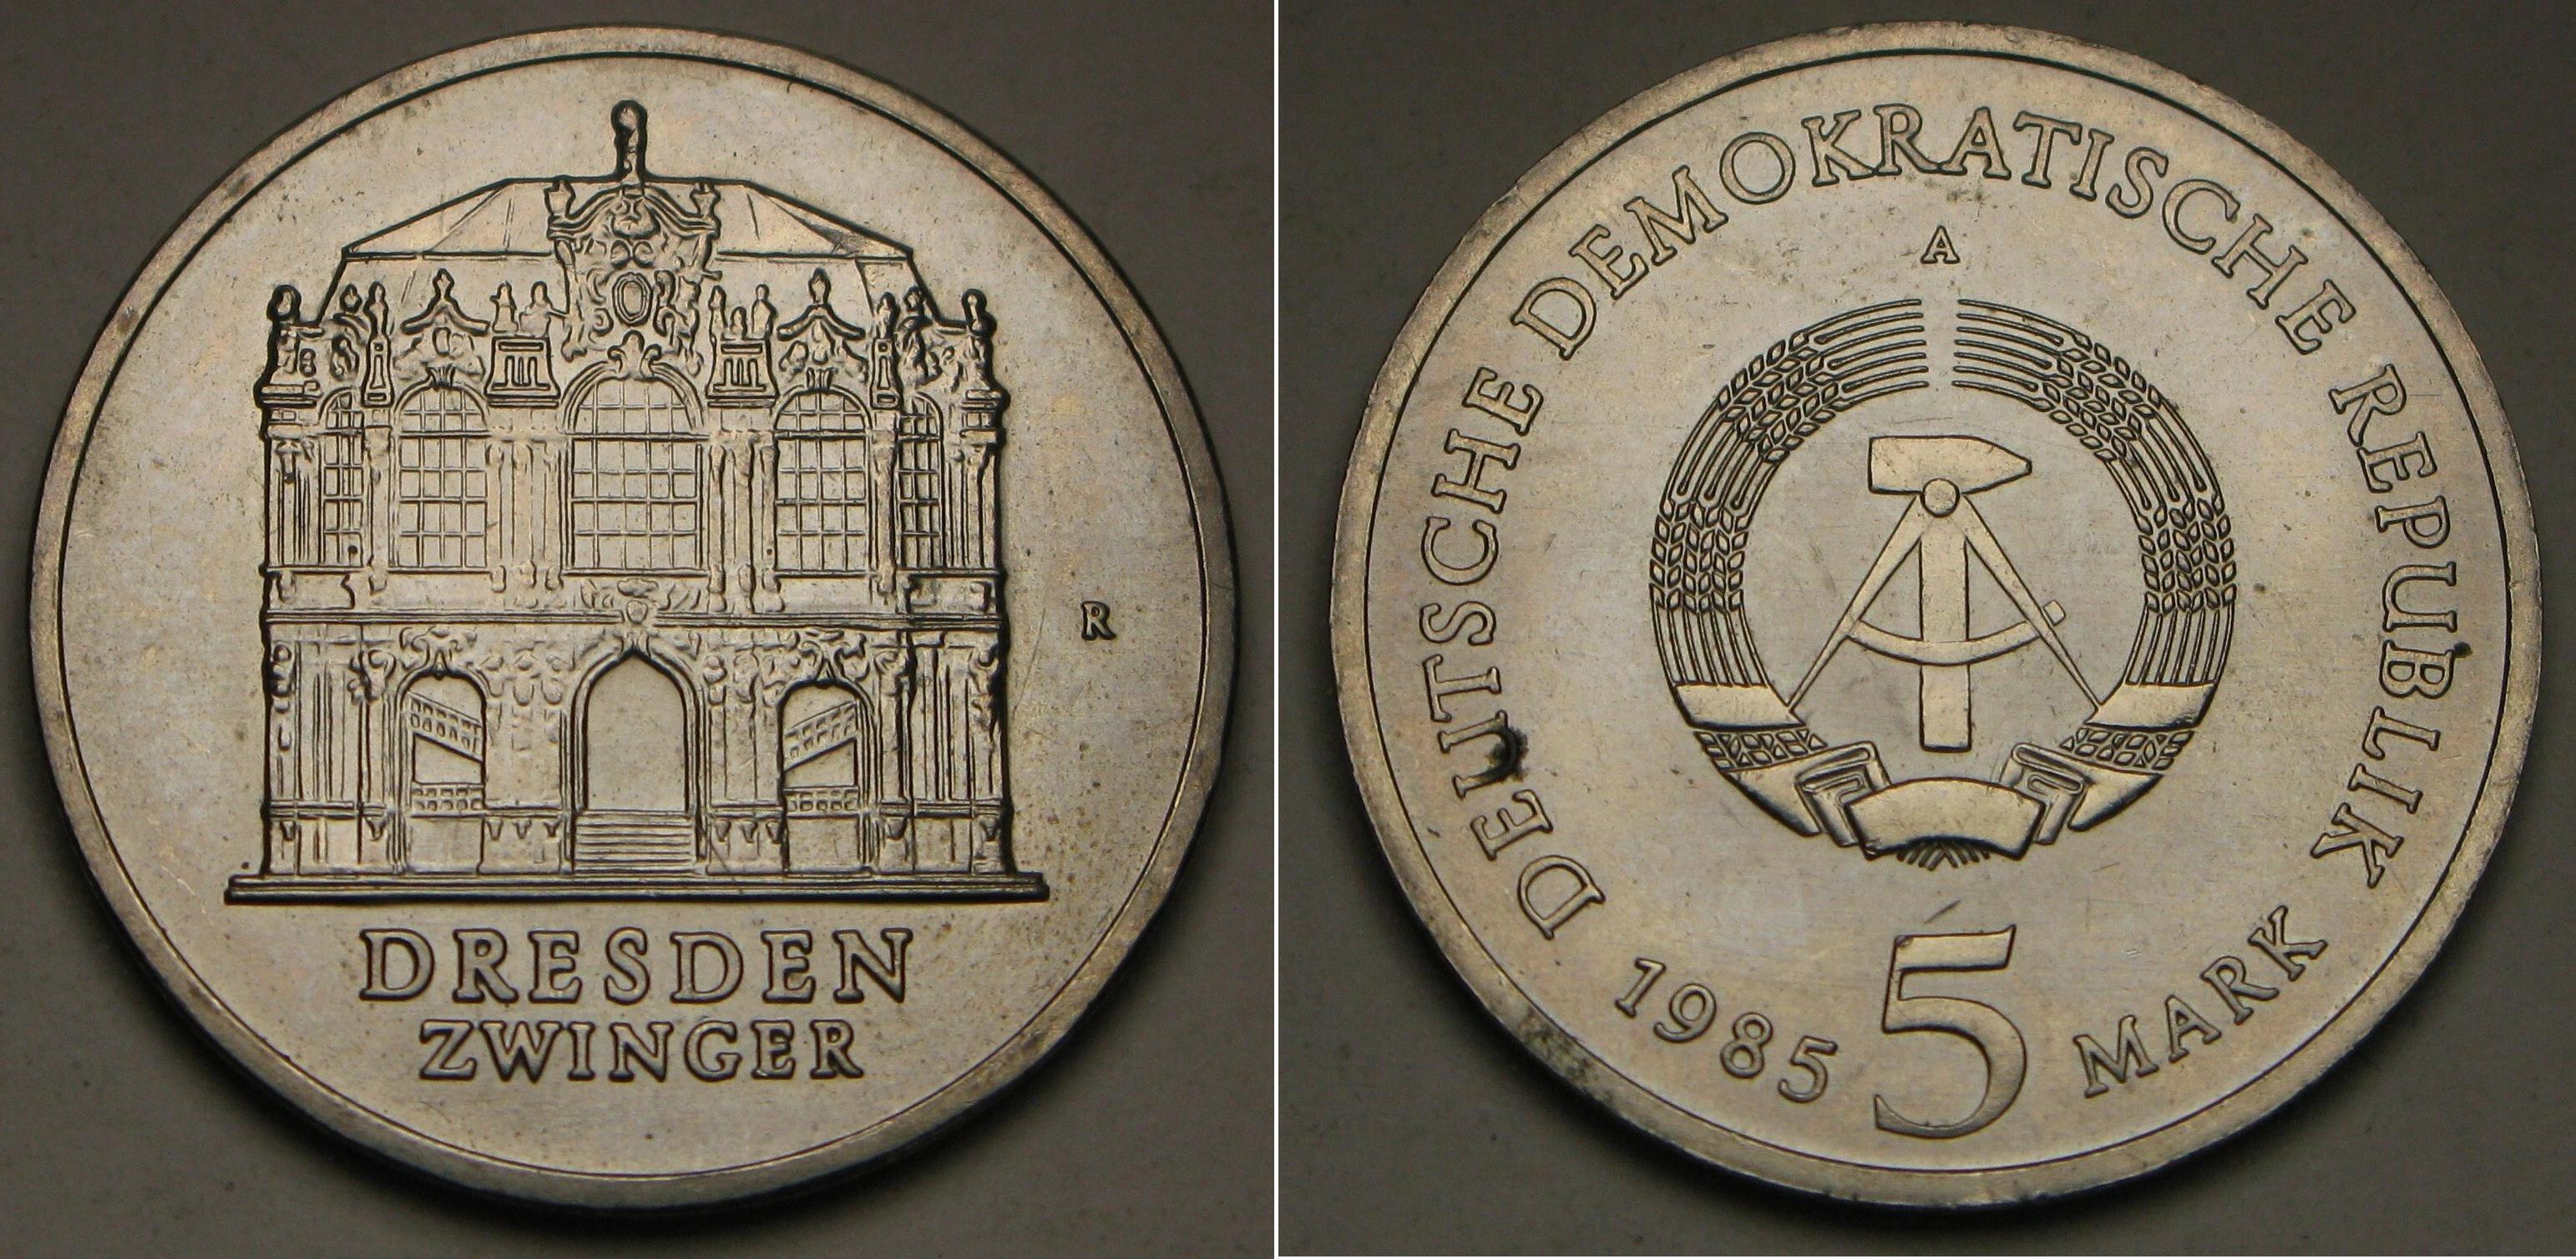 R
DRESDEN
ZWINGER
DEUTSCHE DEMOKRATISCHE REPUBLIK
A
1985 5 MARK